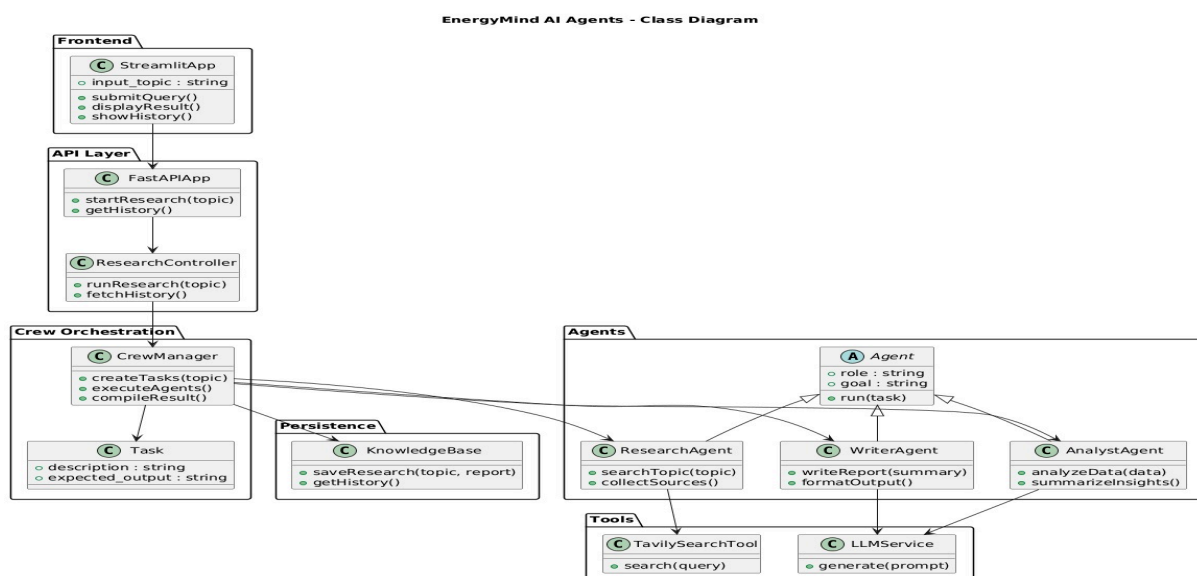 EnergyMind AI Agents - Class Diagram
Frontend
C StreamlitApp
input_topic : string
submitQuery()
displayResult()
showHistory()
API Layer
C FastAPIApp
startResearch(topic)
getHistory()
C ResearchController
runResearch(topic)
fetchHistory()
Crew Orchestration
C CrewManager
createTasks(topic)
executeAgents()
compileResult()
C Task
description : string
expected_output : string
Persistence
C KnowledgeBase
saveResearch(topic, report)
getHistory()
Agents
A Agent
role : string
goal : string
run(task)
C ResearchAgent
searchTopic(topic)
collectSources()
C WriterAgent
writeReport(summary)
formatOutput()
C AnalystAgent
analyzeData(data)
summarizeInsights()
Tools
C TavilySearchTool
search(query)
C LLMService
generate(prompt)